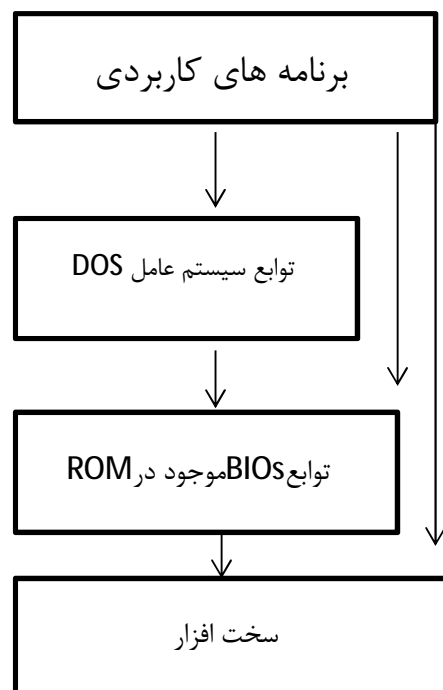 برنامه های کاربردی
توابع سیستم عامل DOS
توابعBIOsموجود درROM
سخت افزار